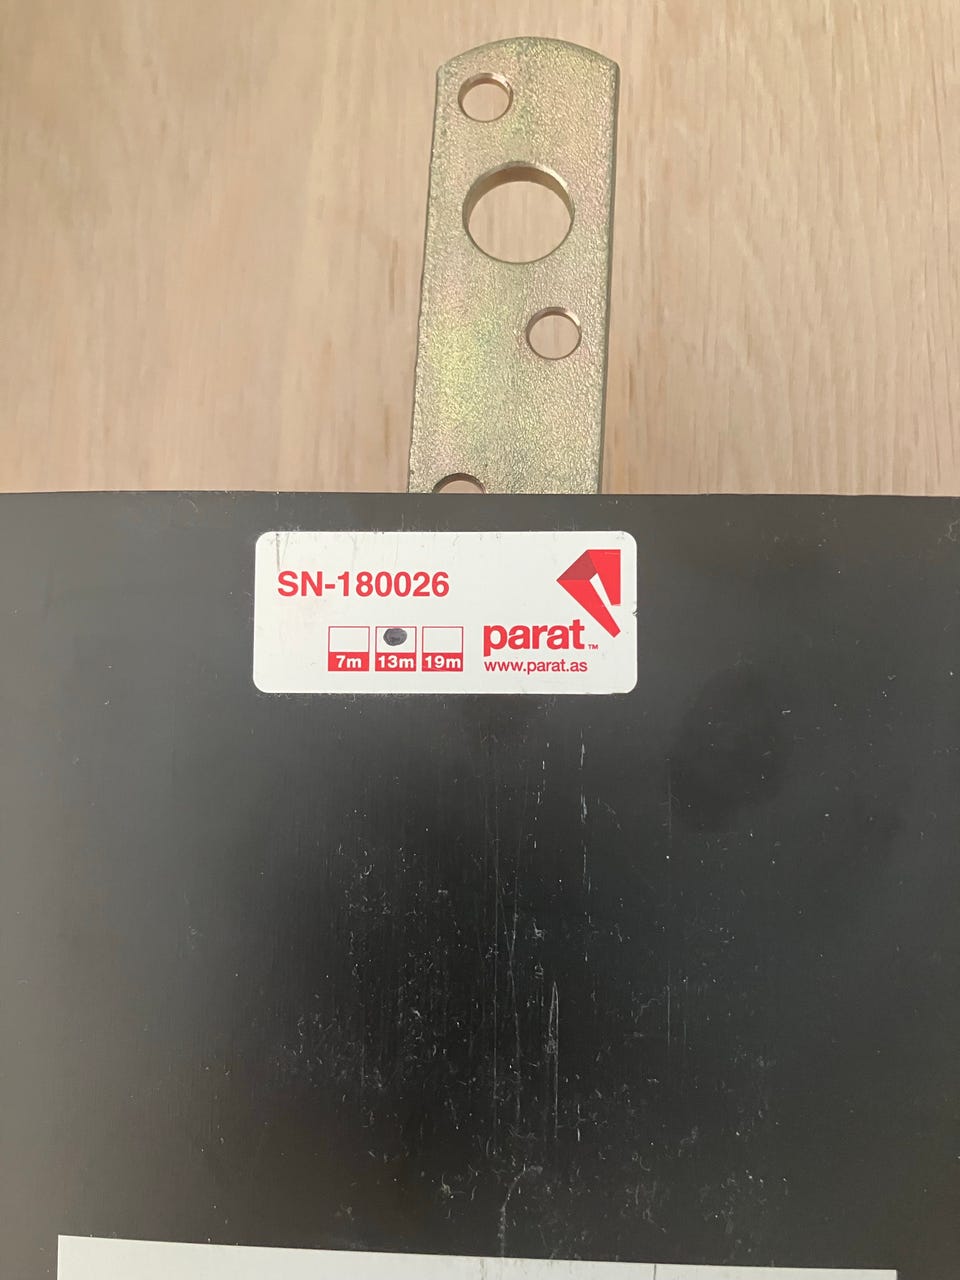 SN-180026
7m 13m 19m
parat™
www.parat.as